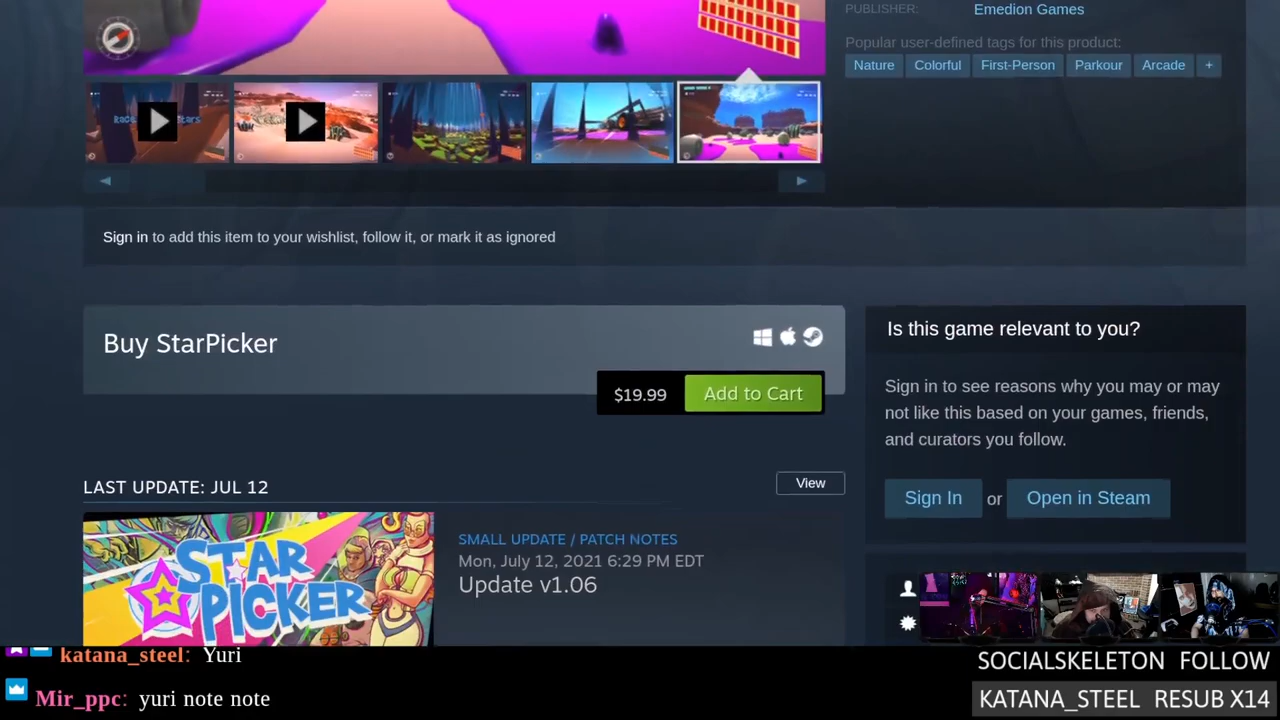 PUBLISHER: Emedion Games
Popular user-defined tags for this product:
Nature Colorful First-Person Parkour Arcade +
Sign in to add this item to your wishlist, follow it, or mark it as ignored
Buy StarPicker
$19.99 Add to Cart
Is this game relevant to you?
Sign in to see reasons why you may or may
not like this based on your games, friends,
and curators you follow.
Sign In or Open in Steam
LAST UPDATE: JUL 12
View
STAR
PICKER
SMALL UPDATE / PATCH NOTES
Mon, July 12, 2021 6:29 PM EDT
Update v1.06
katana_steel: Yuri
Mir_ppc: yuri note note
SOCIALSKELETON FOLLOW
KATANA_STEEL RESUB X14